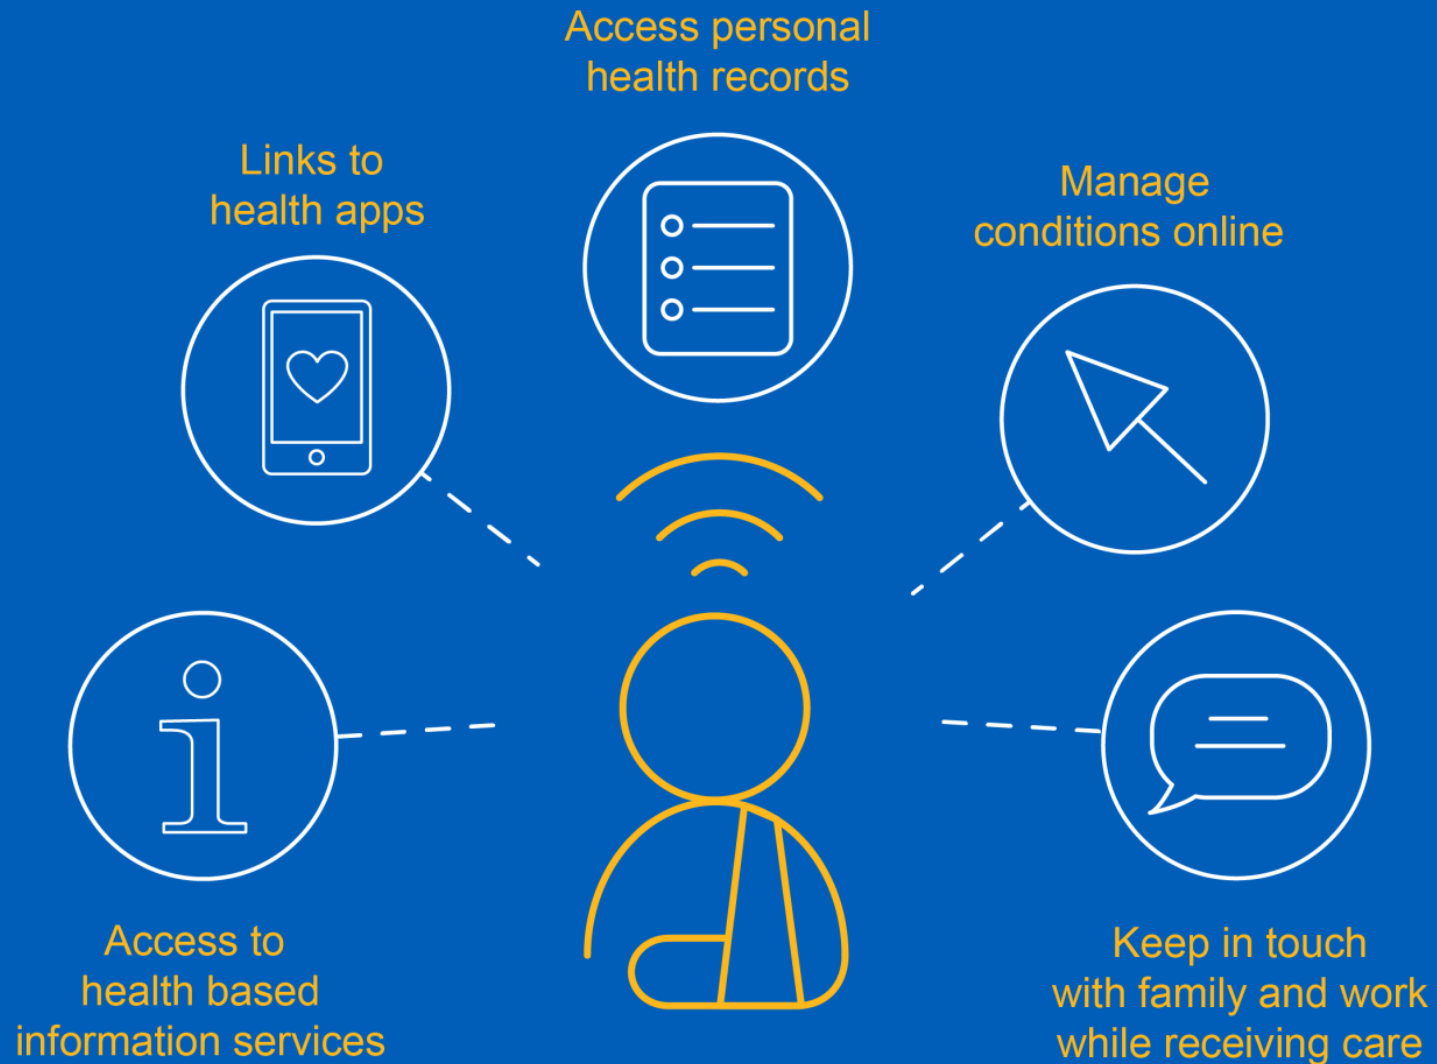 Access personal
health records
Links to
health apps
Manage
conditions online
Access to
health based
information services
Keep in touch
with family and work
while receiving care